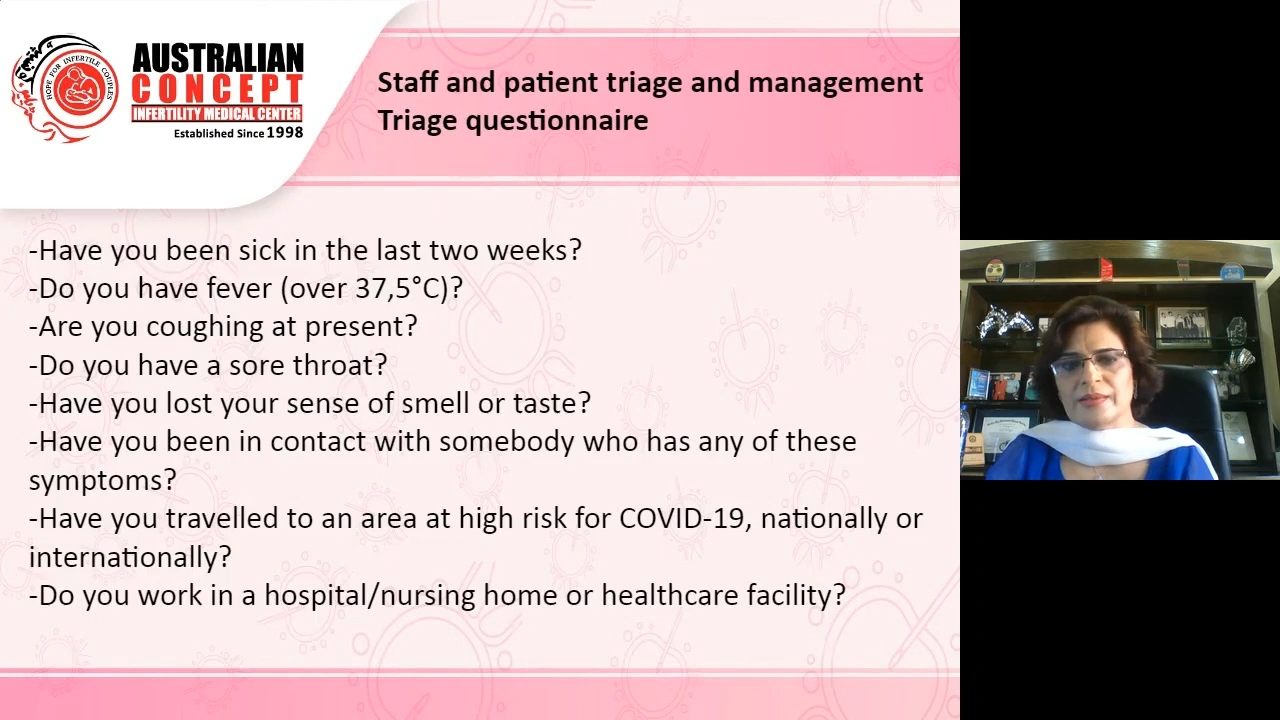 HOPE FOR INFERTILE COUPLES
AUSTRALIAN
CONCEPT
INFERTILITY MEDICAL CENTER
Established Since 1998
Staff and patient triage and management
Triage questionnaire
-Have you been sick in the last two weeks?
-Do you have fever (over 37,5°C)?
-Are you coughing at present?
-Do you have a sore throat?
-Have you lost your sense of smell or taste?
-Have you been in contact with somebody who has any of these
symptoms?
-Have you travelled to an area at high risk for COVID-19, nationally or
internationally?
-Do you work in a hospital/nursing home or healthcare facility?